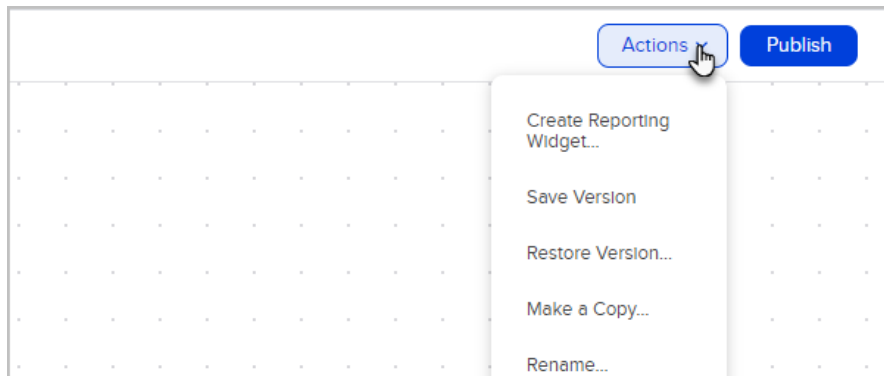 Actions
Publish
Create Reporting
Widget...
Save Version
Restore Version...
Make a Copy...
Rename...